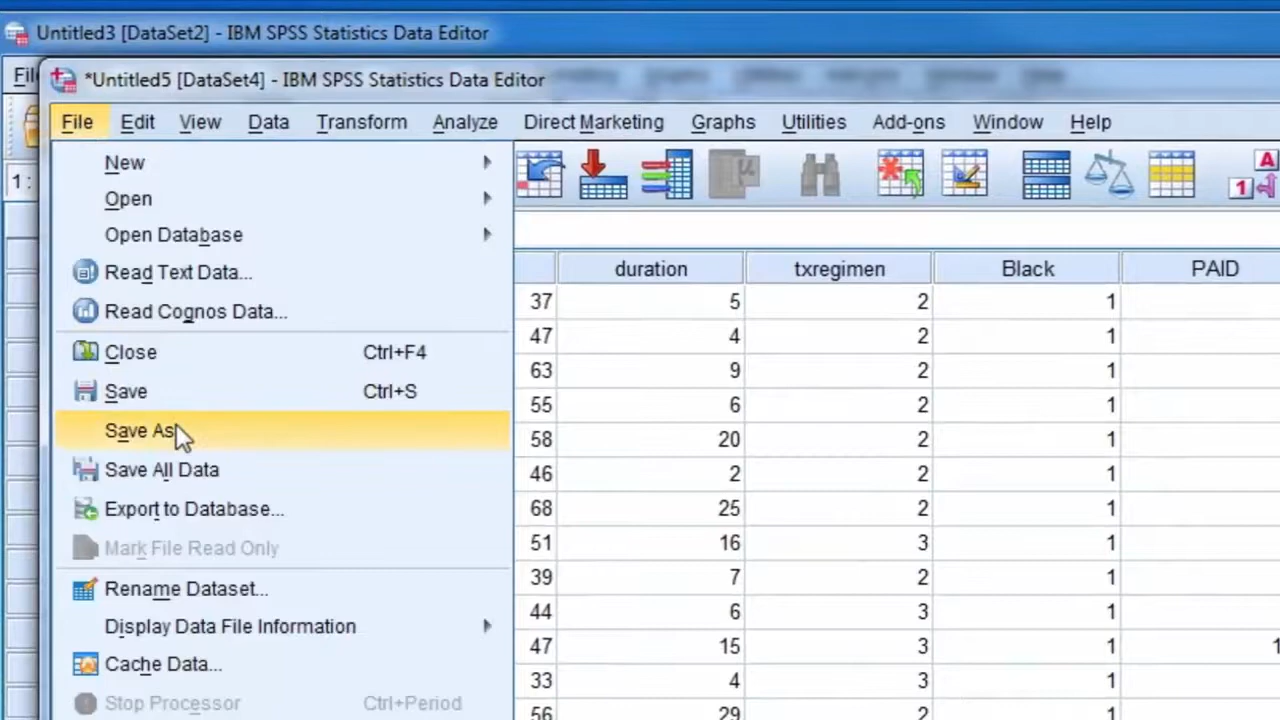 Untitled3 [DataSet2] - IBM SPSS Statistics Data Editor
*Untitled5 [DataSet4] - IBM SPSS Statistics Data Editor
File Edit View Data Transform Analyze Direct Marketing Graphs Utilities Add-ons Window Help
1 :
New
Open
Open Database
Read Text Data...
Read Cognos Data...
Close Ctrl+F4
Save Ctrl+S
Save As
Save All Data
Export to Database...
Mark File Read Only
Rename Dataset...
Display Data File Information
Cache Data...
Stop Processor Ctrl+Period
duration txregimen Black PAID
37 5 2 1
47 4 2 1
63 9 2 1
55 6 2 1
58 20 2 1
46 2 2 1
68 25 2 1
51 16 3 1
39 7 2 1
44 6 3 1
47 15 3 1 1
33 4 3 1
56 29 2 1